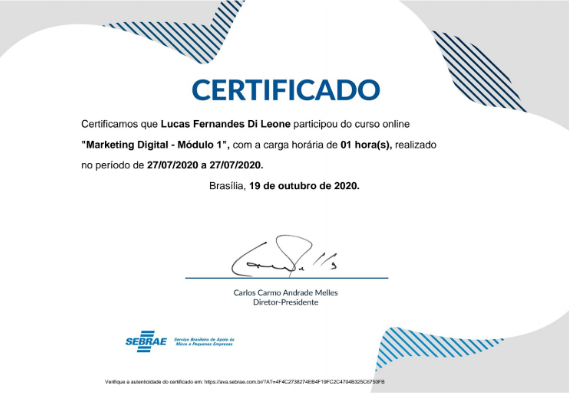 CERTIFICADO
Certificamos que Lucas Fernandes Di Leone participou do curso online
"Marketing Digital - Módulo 1", com a carga horária de 01 hora(s), realizado
no período de 27/07/2020 a 27/07/2020.
Brasília, 19 de outubro de 2020.
Carlos Carmo Andrade Melles
Diretor-Presidente
SEBRAE
Serviço Brasileiro de Apoio às
Micro e Pequenas Empresas
Verifique a autenticidade do certificado em: https://ava.sebrae.com.br/